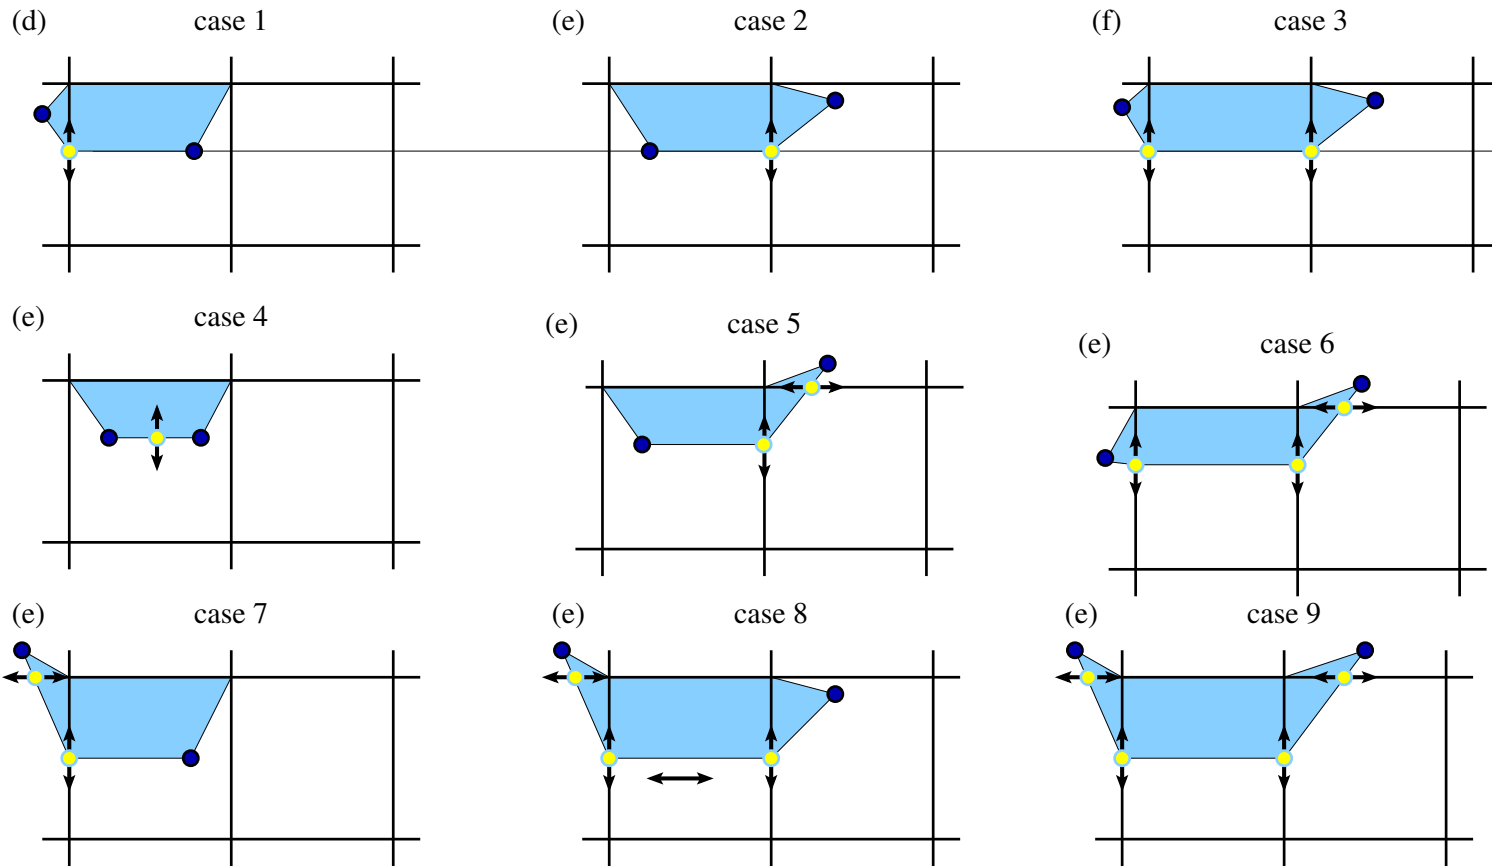 (d) case 1
(e) case 2
(f) case 3
(e) case 4
(e) case 5
(e) case 6
(e) case 7
(e) case 8
(e) case 9